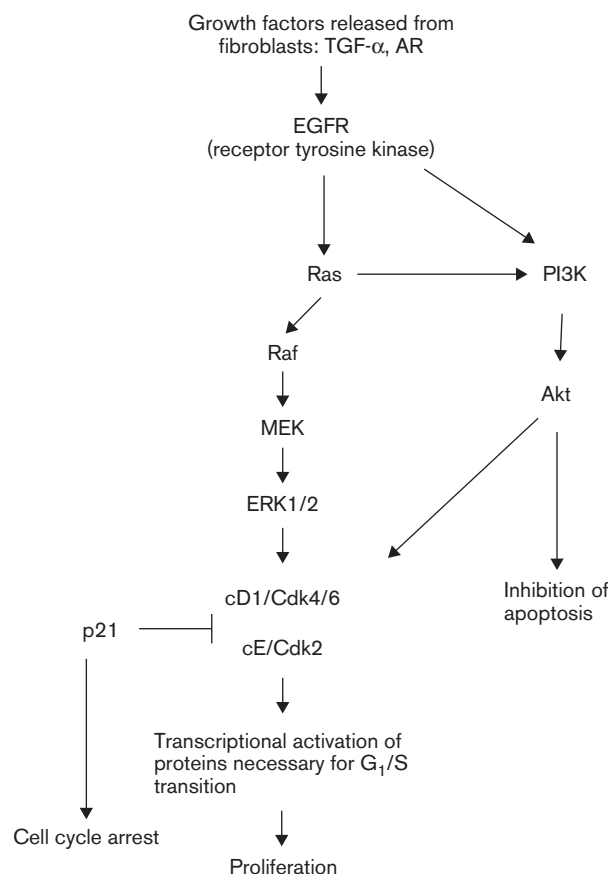 Growth factors released from
fibroblasts: TGF-α, AR
EGFR
(receptor tyrosine kinase)
Ras
PI3K
Raf
Akt
MEK
ERK1/2
cD1/Cdk4/6
Inhibition of
apoptosis
p21
cE/Cdk2
Transcriptional activation of
proteins necessary for G₁/S
transition
Cell cycle arrest
Proliferation